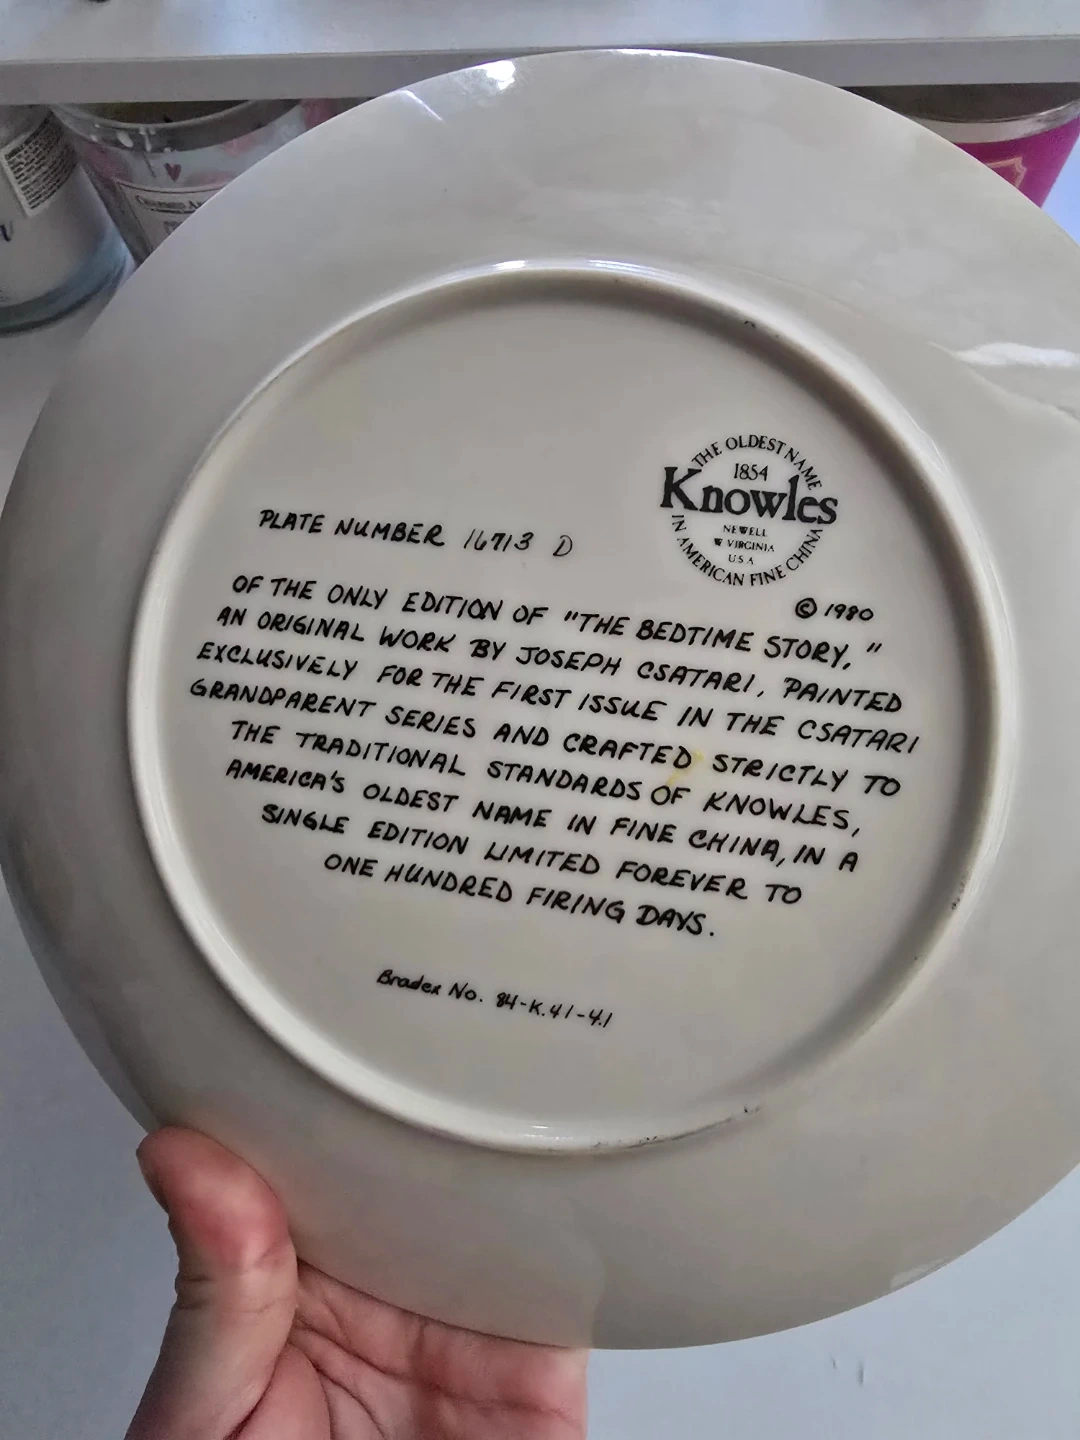 THE OLDEST NAME
1854
Knowles
NEWELL
W VIRGINIA
U S A
IN AMERICAN FINE CHINA
© 1980
PLATE NUMBER 16713 D
OF THE ONLY EDITION OF "THE BEDTIME STORY,"
AN ORIGINAL WORK BY JOSEPH CSATARI, PAINTED
EXCLUSIVELY FOR THE FIRST ISSUE IN THE CSATARI
GRANDPARENT SERIES AND CRAFTED STRICTLY TO
THE TRADITIONAL STANDARDS OF KNOWLES,
AMERICA'S OLDEST NAME IN FINE CHINA, IN A
SINGLE EDITION LIMITED FOREVER TO
ONE HUNDRED FIRING DAYS.
Bradex No. 84-K41-4.1